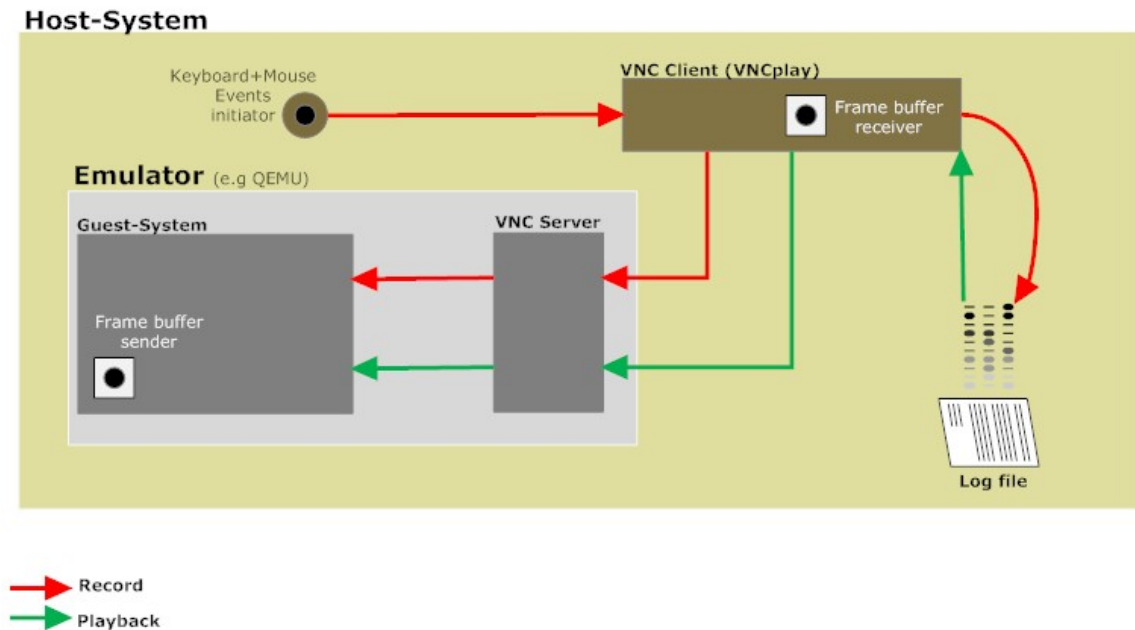 Host-System
Keyboard+Mouse
Events
initiator
VNC Client (VNCplay)
Frame buffer
receiver
Emulator (e.g QEMU)
Guest-System
VNC Server
Frame buffer
sender
Log file
Record
Playback